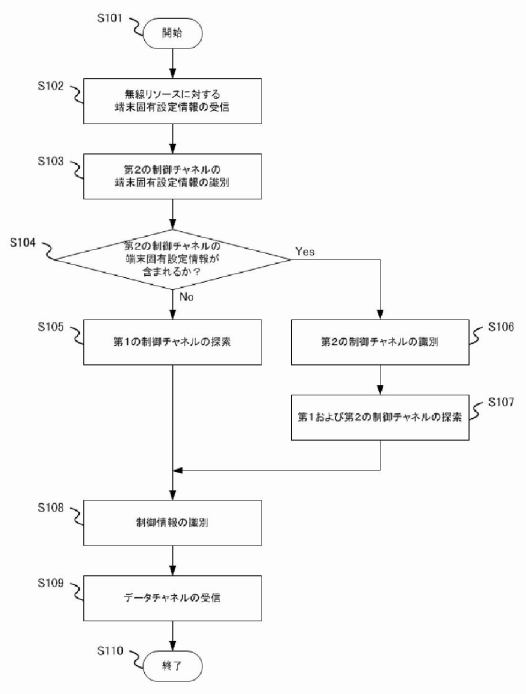 S101
開始
S102
無線リソースに対する
端末固有設定情報の受信
S103
第2の制御チャネルの
端末固有設定情報の識別
S104
第2の制御チャネルの
端末固有設定情報が
含まれるか？
Yes
No
S105
第1の制御チャネルの探索
第2の制御チャネルの識別
S106
第1および第2の制御チャネルの探索
S107
S108
制御情報の識別
S109
データチャネルの受信
S110
終了